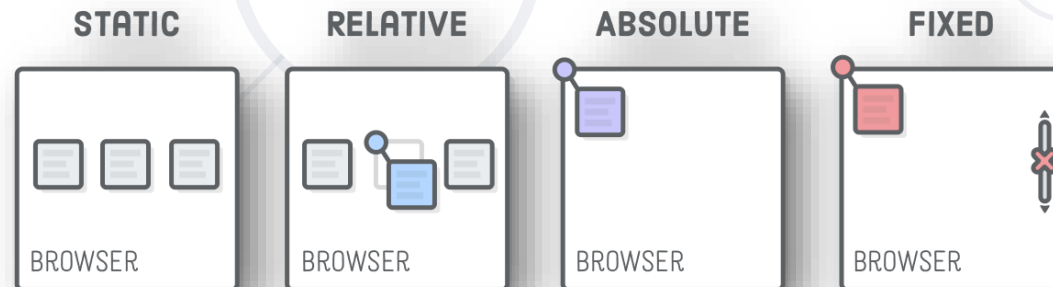 STATIC
RELATIVE
ABSOLUTE
FIXED
BROWSER
BROWSER
BROWSER
BROWSER